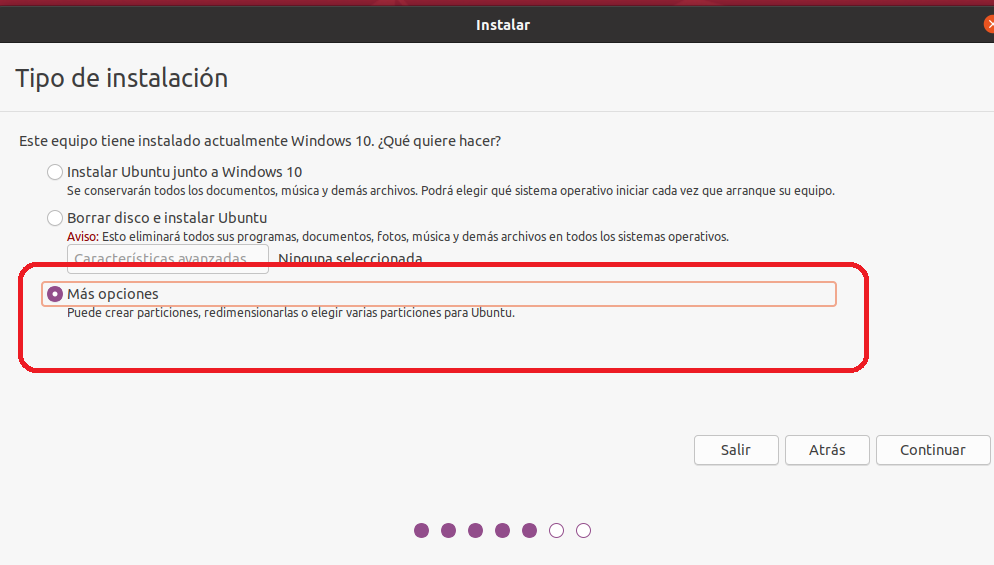 Instalar
Tipo de instalación
Este equipo tiene instalado actualmente Windows 10. ¿Qué quiere hacer?
Instalar Ubuntu junto a Windows 10
Se conservarán todos los documentos, música y demás archivos. Podrá elegir qué sistema operativo iniciar cada vez que arranque su equipo.
Borrar disco e instalar Ubuntu
Aviso: Esto eliminará todos sus programas, documentos, fotos, música y demás archivos en todos los sistemas operativos.
Características avanzadas... Ninguna seleccionada
Más opciones
Puede crear particiones, redimensionarlas o elegir varias particiones para Ubuntu.
Salir Atrás Continuar